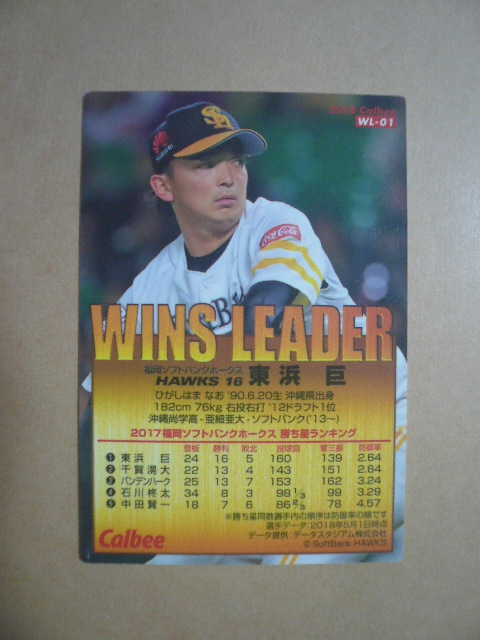 2018 Calbee
WL-01
SH
HUAWEI
Coca-Cola
WINS LEADER
福岡ソフトバンクホークス
HAWKS 16 東浜 巨
ひがしはま なお '90.6.20生 沖縄県出身
182cm 76kg 右投右打 '12ドラフト1位
沖縄尚学高-亜細亜大-ソフトバンク('13~)
2017福岡ソフトバンクホークス 勝ち星ランキング
登板 勝利 敗北 投球回 奪三振 防御率
1 東浜 巨 24 16 5 160 139 2.64
2 千賀滉大 22 13 4 143 151 2.64
2 バンデンハーク 25 13 7 153 162 3.24
4 石川柊太 34 8 3 98 1/3 99 3.29
5 中田賢一 18 7 6 86 2/3 78 4.57
※勝ち星同数選手内の順序は防御率の順です
選手データ:2018年5月1日時点
データ提供 データスタジアム株式会社
© SoftBank HAWKS
Calbee